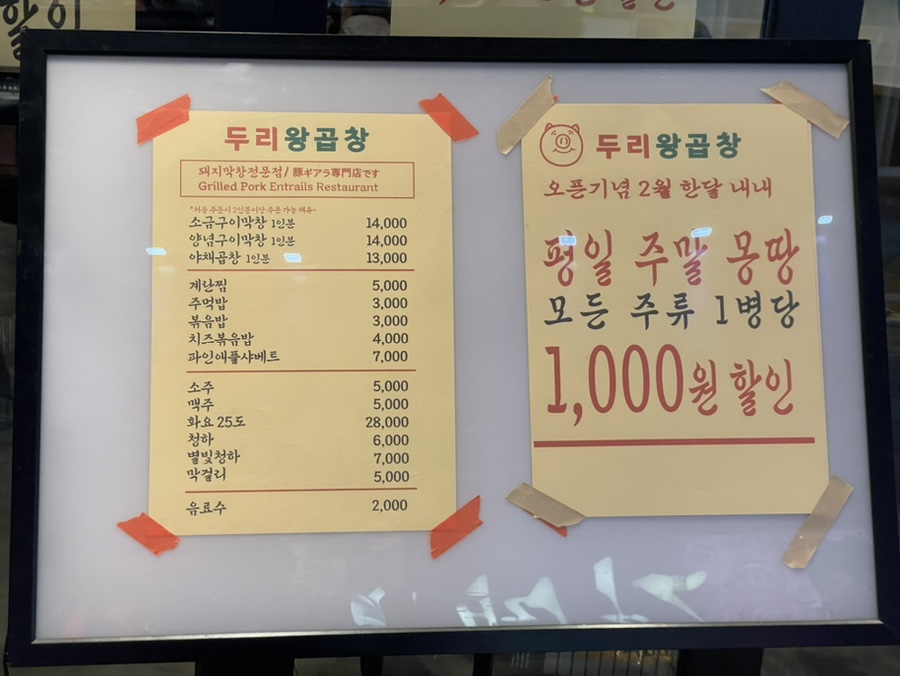 할인
두리왕곱창
돼지막창전문점/ 豚ギアラ専門店です
Grilled Pork Entrails Restaurant
소금구이막창 1인분 14,000
양념구이막창 1인분 14,000
야채곱창 1인분 13,000
계란찜 5,000
주먹밥 3,000
볶음밥 3,000
치즈볶음밥 4,000
파인애플샤베트 7,000
소주 5,000
맥주 5,000
화요 25도 28,000
청하 6,000
별빛청하 7,000
막걸리 5,000
음료수 2,000
두리왕곱창
오픈기념 2월 한달 내내
평일 주말 몽땅
모든 주류 1병당
1,000원 할인